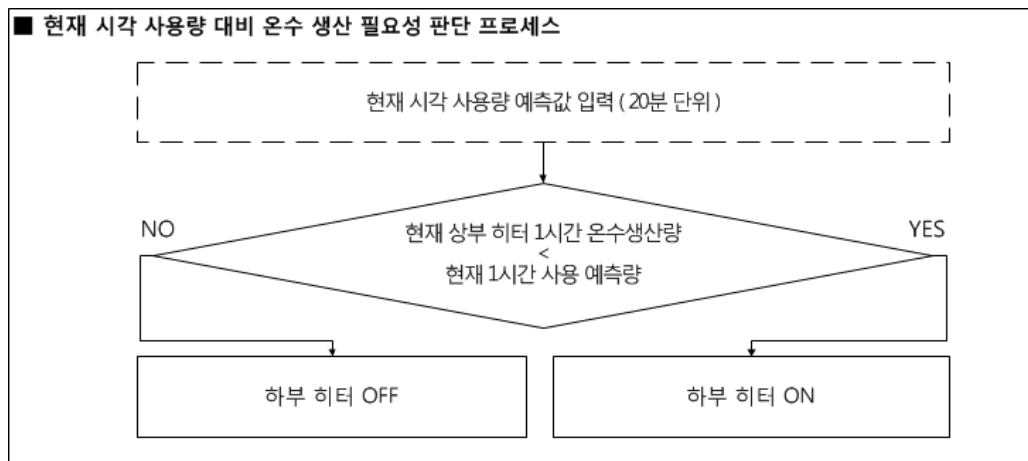 ■ 현재 시각 사용량 대비 온수 생산 필요성 판단 프로세스
현재 시각 사용량 예측값 입력 ( 20분 단위 )
NO
YES
현재 상부 히터 1시간 온수생산량
<
현재 1시간 사용 예측량
하부 히터 OFF
하부 히터 ON